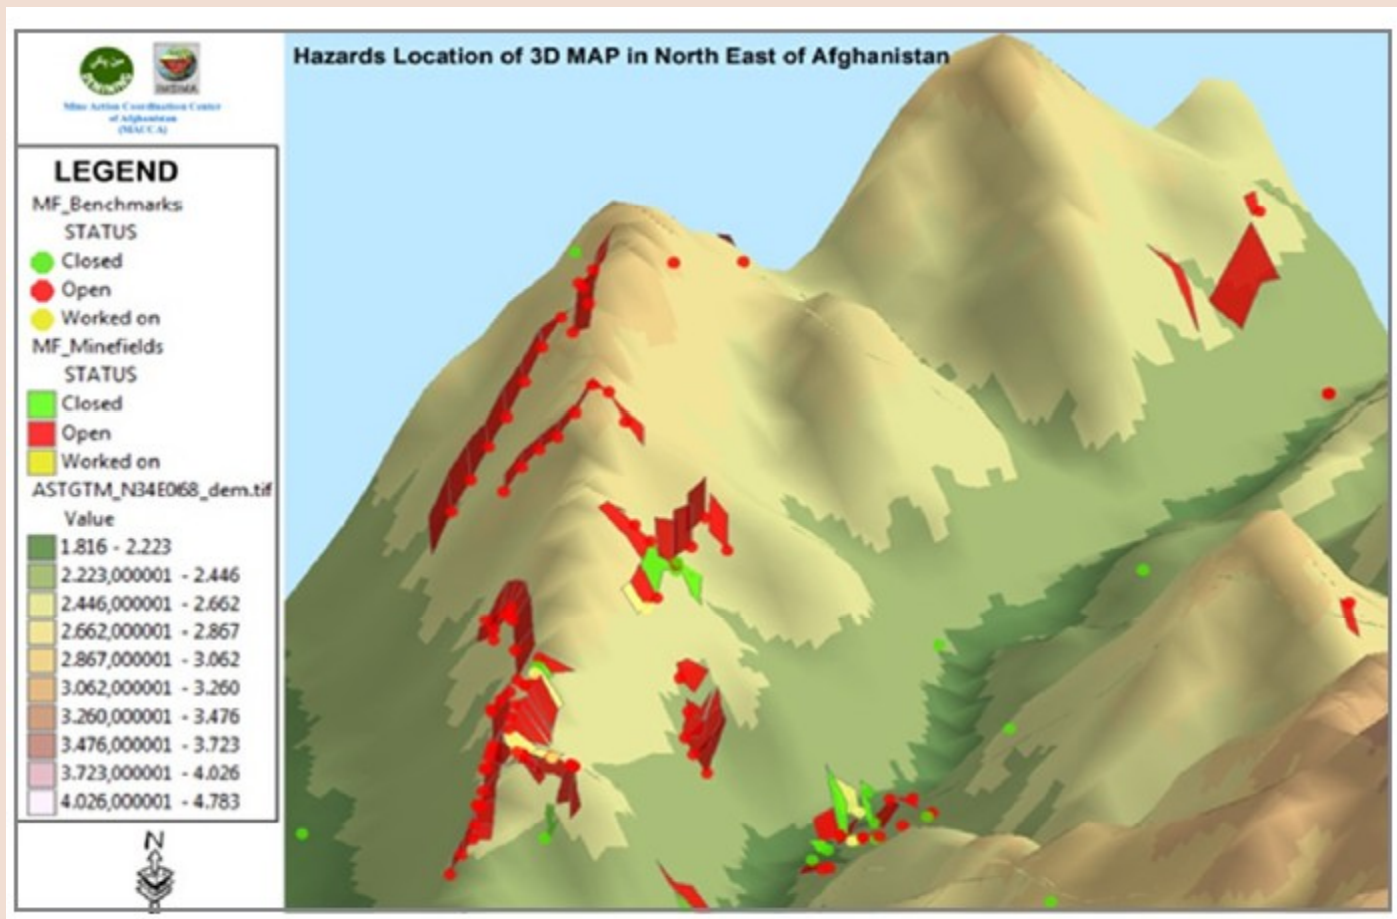 Hazards Location of 3D MAP in North East of Afghanistan
IMSMA
Mine Action Coordination Center
of Afghanistan
(MACCA)
LEGEND
MF_Benchmarks
STATUS
Closed
Open
Worked on
MF_Minefields
STATUS
Closed
Open
Worked on
ASTGTM_N34E068_dem.tif
Value
1.816 - 2.223
2.223,000001 - 2.446
2.446,000001 - 2.662
2.662,000001 - 2.867
2.867,000001 - 3.062
3.062,000001 - 3.260
3.260,000001 - 3.476
3.476,000001 - 3.723
3.723,000001 - 4.026
4.026,000001 - 4.783
N